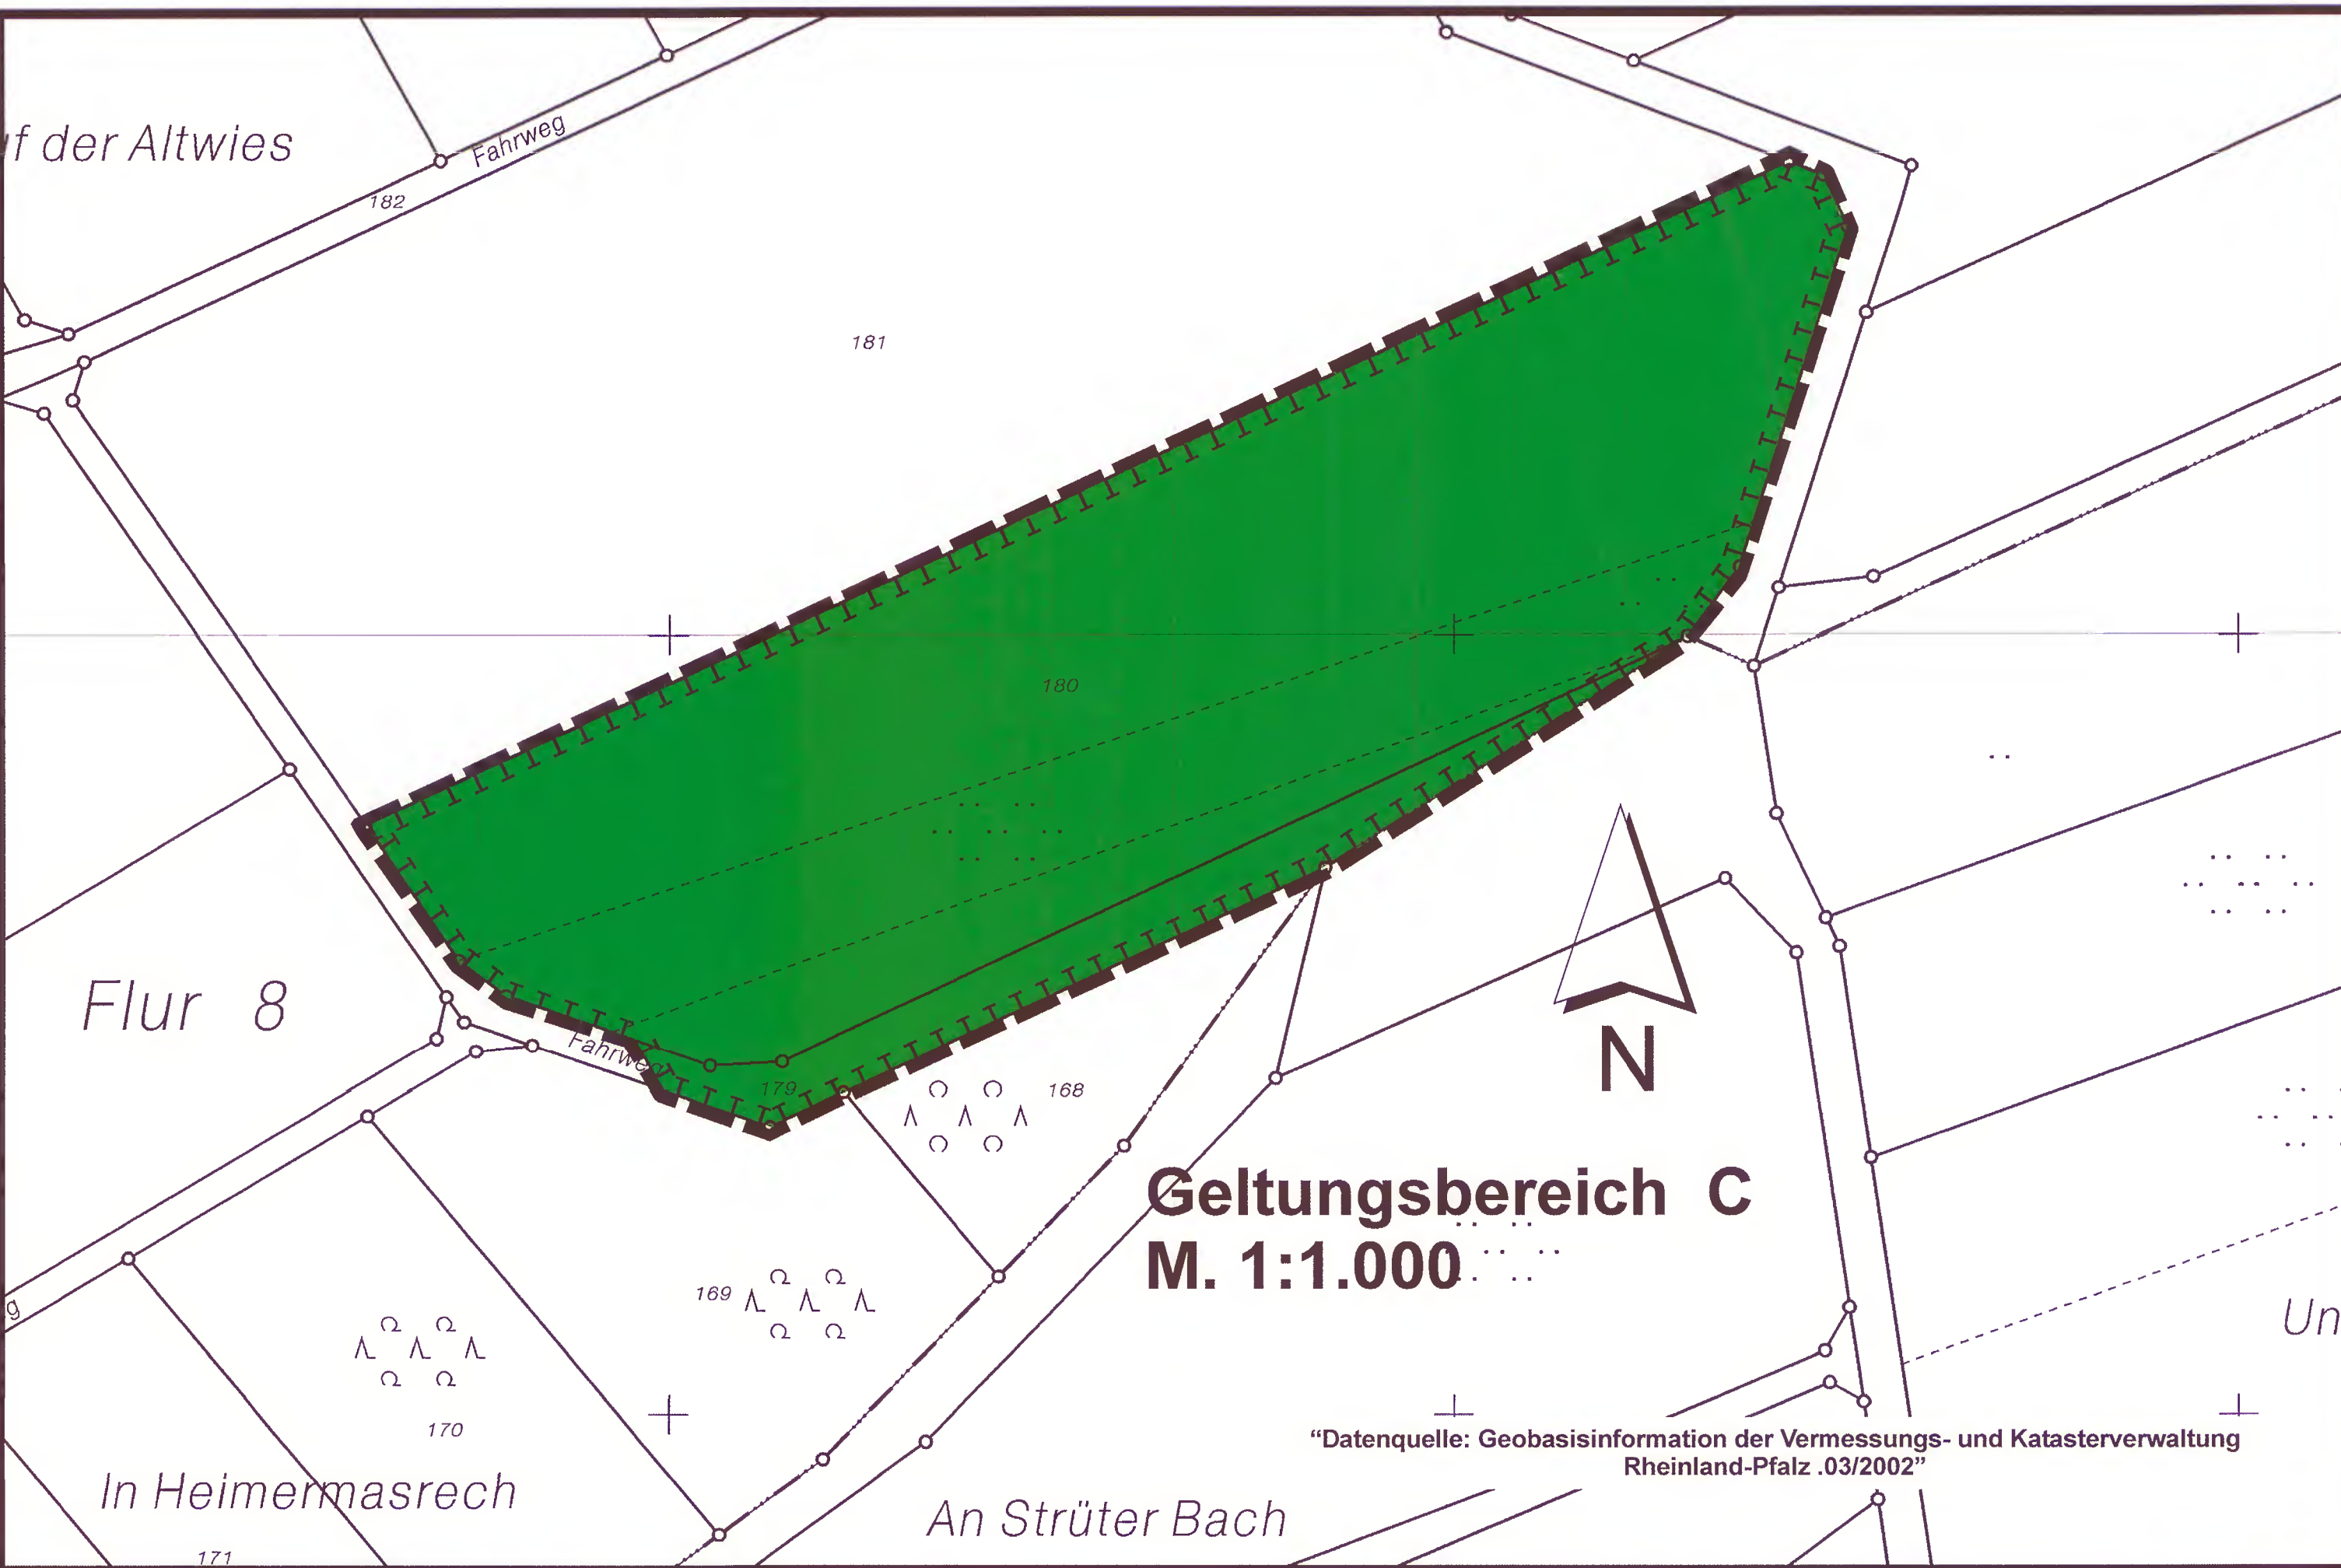 f der Altwies
Fahrweg
182
181
180
Flur 8
Fahrweg
179
168
N
Geltungsbereich C
M. 1:1.000
169
g
170
Un
“Datenquelle: Geobasisinformation der Vermessungs- und Katasterverwaltung
Rheinland-Pfalz .03/2002”
In Heimermasrech
An Strüter Bach
171